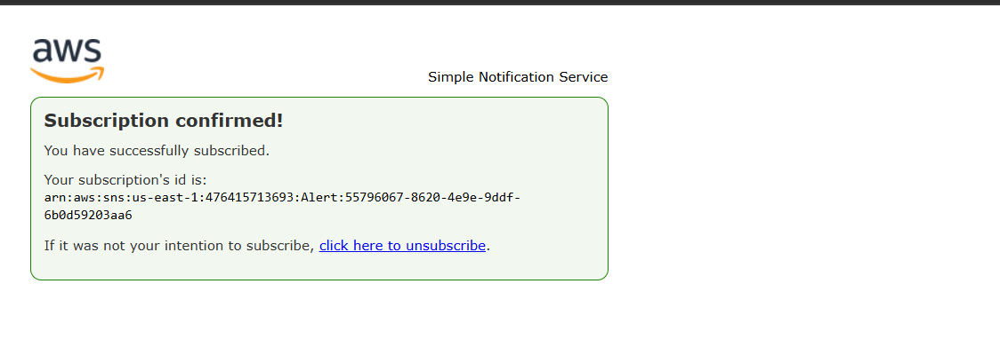 aws
Simple Notification Service
Subscription confirmed!
You have successfully subscribed.
Your subscription's id is:
arn:aws:sns:us-east-1:476415713693:Alert:55796067-8620-4e9e-9ddf-
6b0d59203aa6
If it was not your intention to subscribe, click here to unsubscribe.